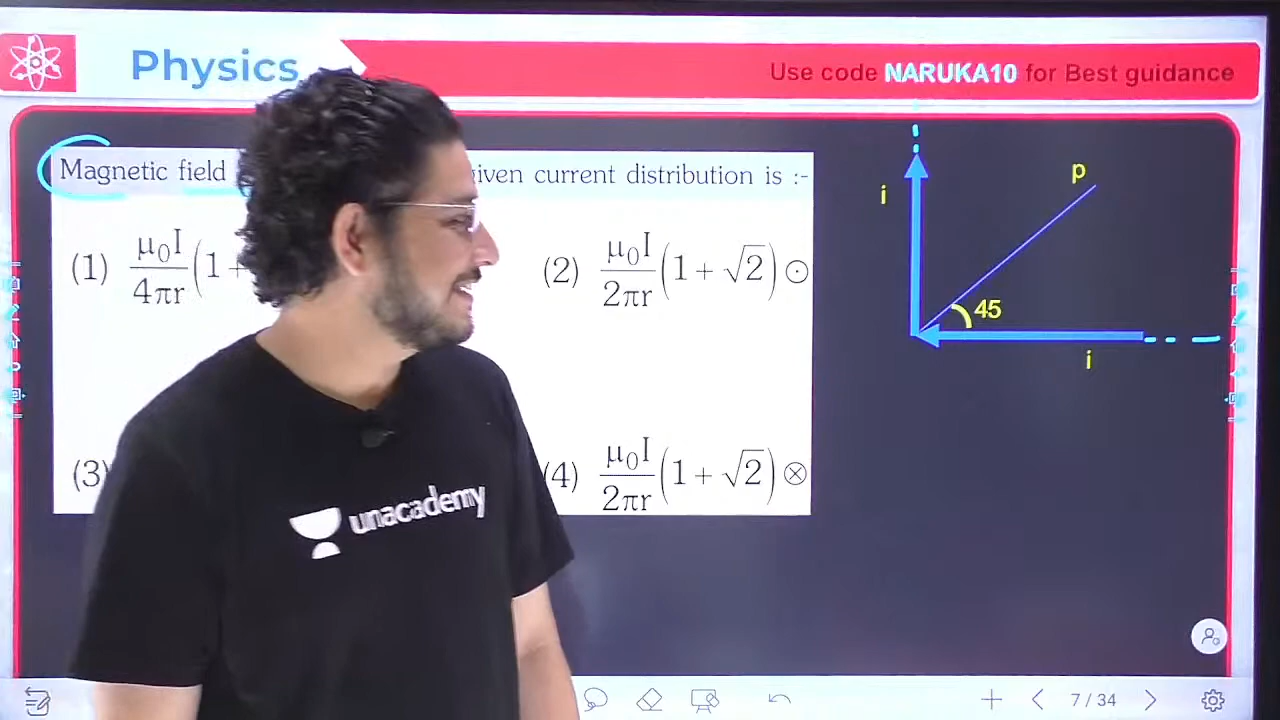 Physics
Use code NARUKA10 for Best guidance
Magnetic field given current distribution is :-
(1) μ₀I/4πr (1 +
(2) μ₀I/2πr (1 + √2) ⊙
(3)
(4) μ₀I/2πr (1 + √2) ⊗
i
p
45
i
unacademy
7 / 34